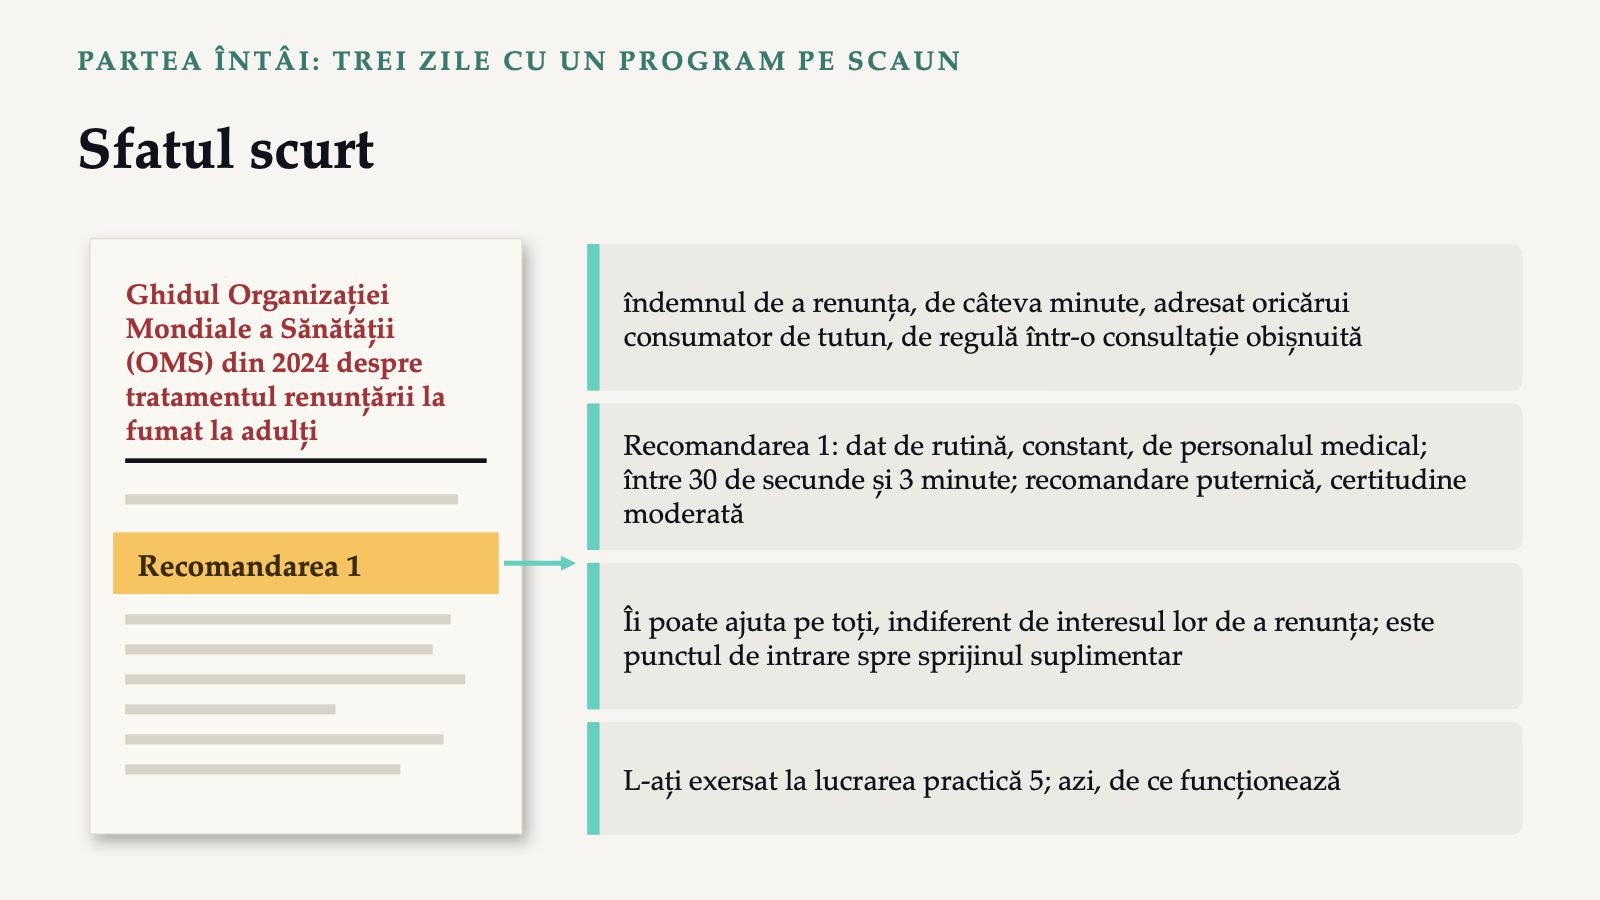 PARTEA ÎNTÂI: TREI ZILE CU UN PROGRAM PE SCAUN
Sfatul scurt
Ghidul Organizației
Mondiale a Sănătății
(OMS) din 2024 despre
tratamentul renunțării la
fumat la adulți
Recomandarea 1
îndemnul de a renunța, de câteva minute, adresat oricărui
consumator de tutun, de regulă într-o consultație obișnuită
Recomandarea 1: dat de rutină, constant, de personalul medical;
între 30 de secunde și 3 minute; recomandare puternică, certitudine
moderată
Îi poate ajuta pe toți, indiferent de interesul lor de a renunța; este
punctul de intrare spre sprijinul suplimentar
L-ați exersat la lucrarea practică 5; azi, de ce funcționează